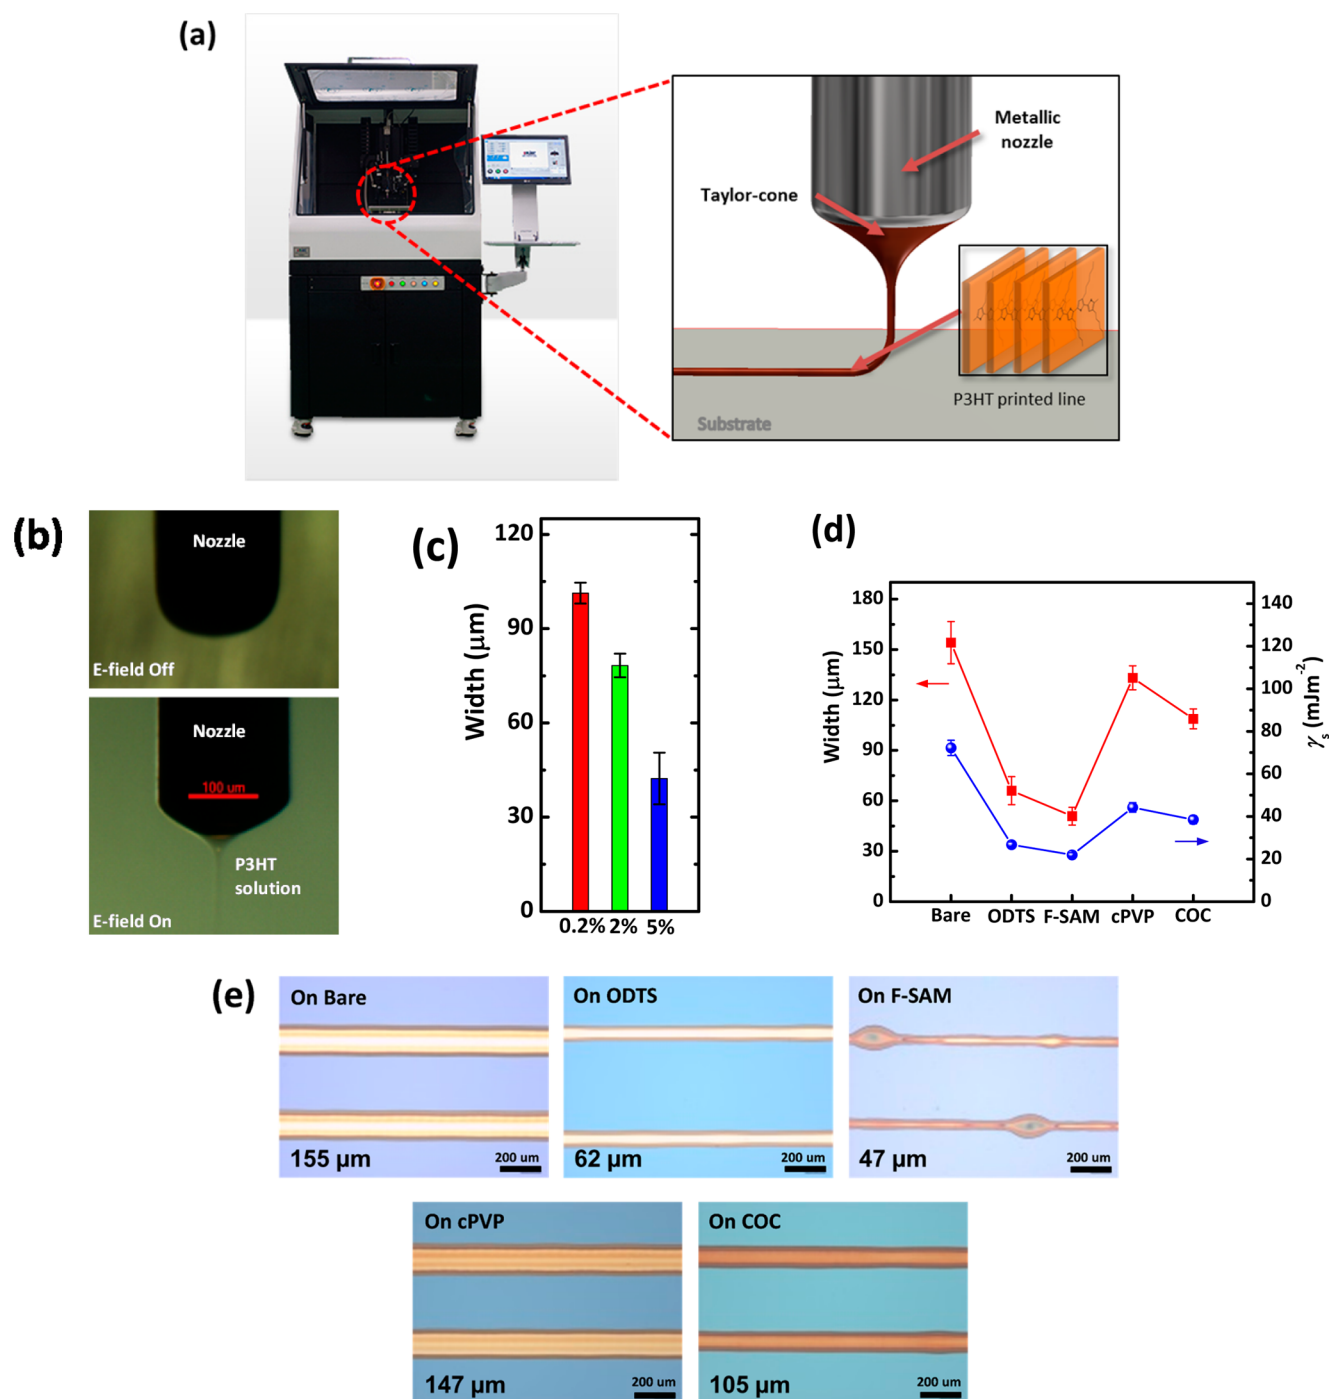 (a)
Metallic
nozzle
Taylor-cone
P3HT printed line
Substrate
(b)
Nozzle
E-field Off
Nozzle
100 um
P3HT
solution
E-field On
(c)
Width (μm)
120
90
60
30
0
0.2% 2% 5%
(d)
Width (μm)
180
150
120
90
60
30
0
140
120
100
80
60
40
20
0
γs (mJm-2)
Bare ODTS F-SAM cPVP COC
(e)
On Bare
155 μm
200 um
On ODTS
62 μm
200 um
On F-SAM
47 μm
200 um
On cPVP
147 μm
200 um
On COC
105 μm
200 um